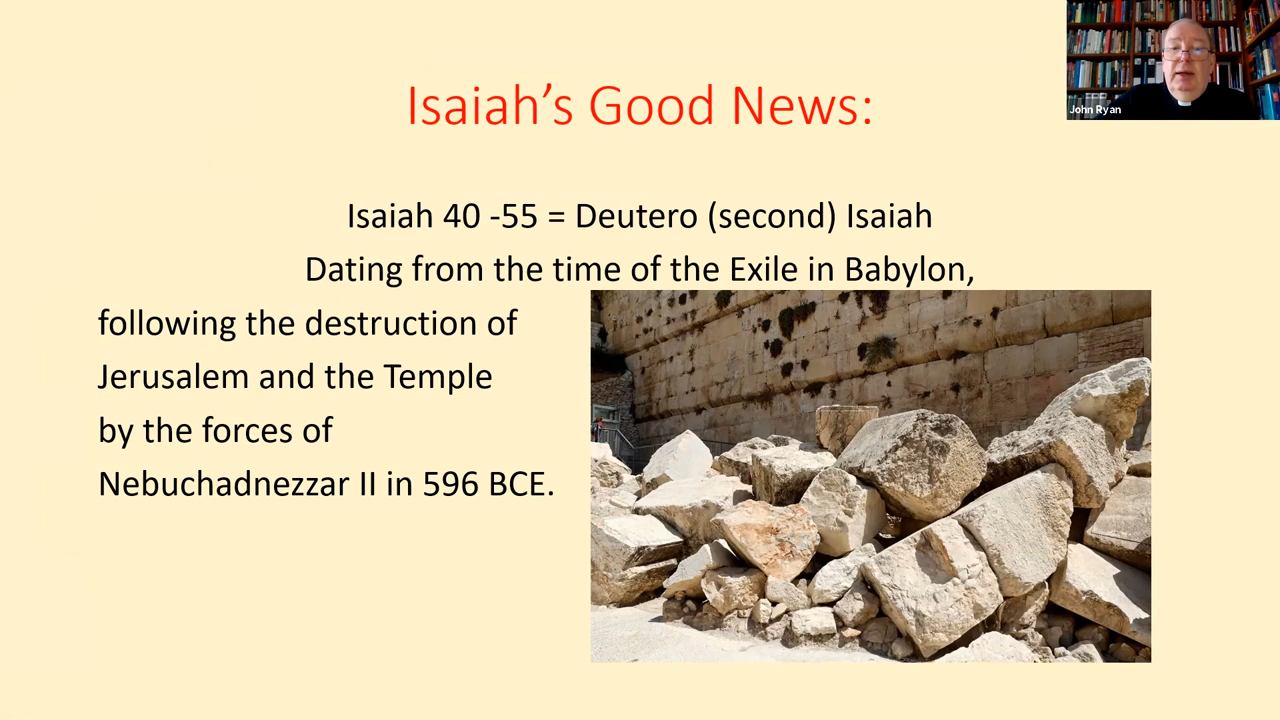 Isaiah’s Good News:
John Ryan
Isaiah 40 -55 = Deutero (second) Isaiah
Dating from the time of the Exile in Babylon,
following the destruction of
Jerusalem and the Temple
by the forces of
Nebuchadnezzar II in 596 BCE.